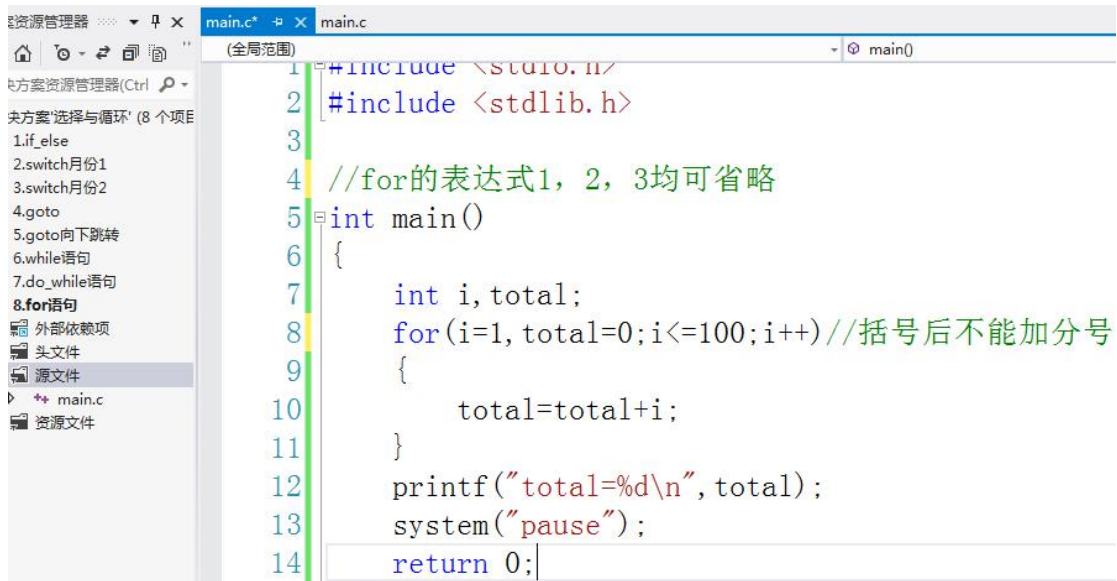 资源管理器
main.c*
main.c
(全局范围)
main()
方案资源管理器(Ctrl
方案'选择与循环' (8 个项目
1.if_else
2.switch月份1
3.switch月份2
4.goto
5.goto向下跳转
6.while语句
7.do_while语句
8.for语句
外部依赖项
头文件
源文件
++ main.c
资源文件
1 #include <stdio.h>
2 #include <stdlib.h>
3
4 //for的表达式1，2，3均可省略
5 int main()
6 {
7 int i,total;
8 for(i=1,total=0;i<=100;i++)//括号后不能加分号
9 {
10 total=total+i;
11 }
12 printf("total=%d\n",total);
13 system("pause");
14 return 0;